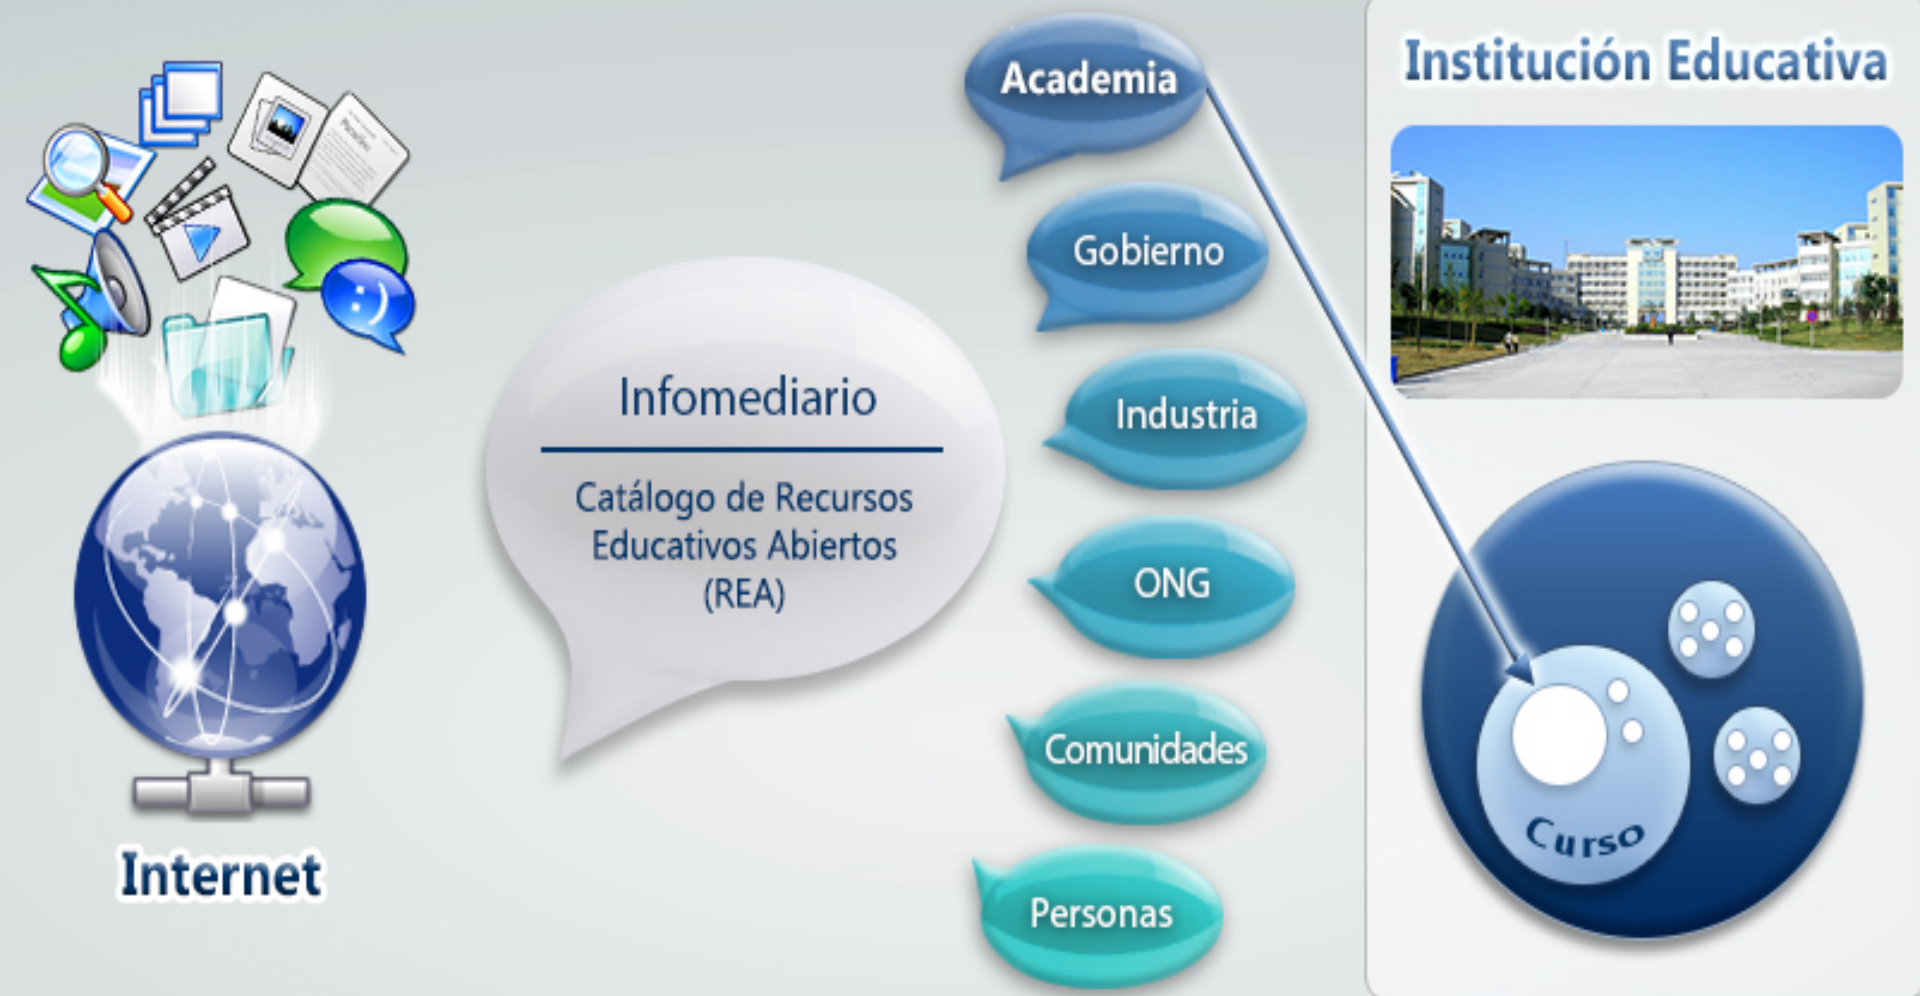 Internet
Infomediario
Catálogo de Recursos
Educativos Abiertos
(REA)
Academia
Gobierno
Industria
ONG
Comunidades
Personas
Institución Educativa
Curso